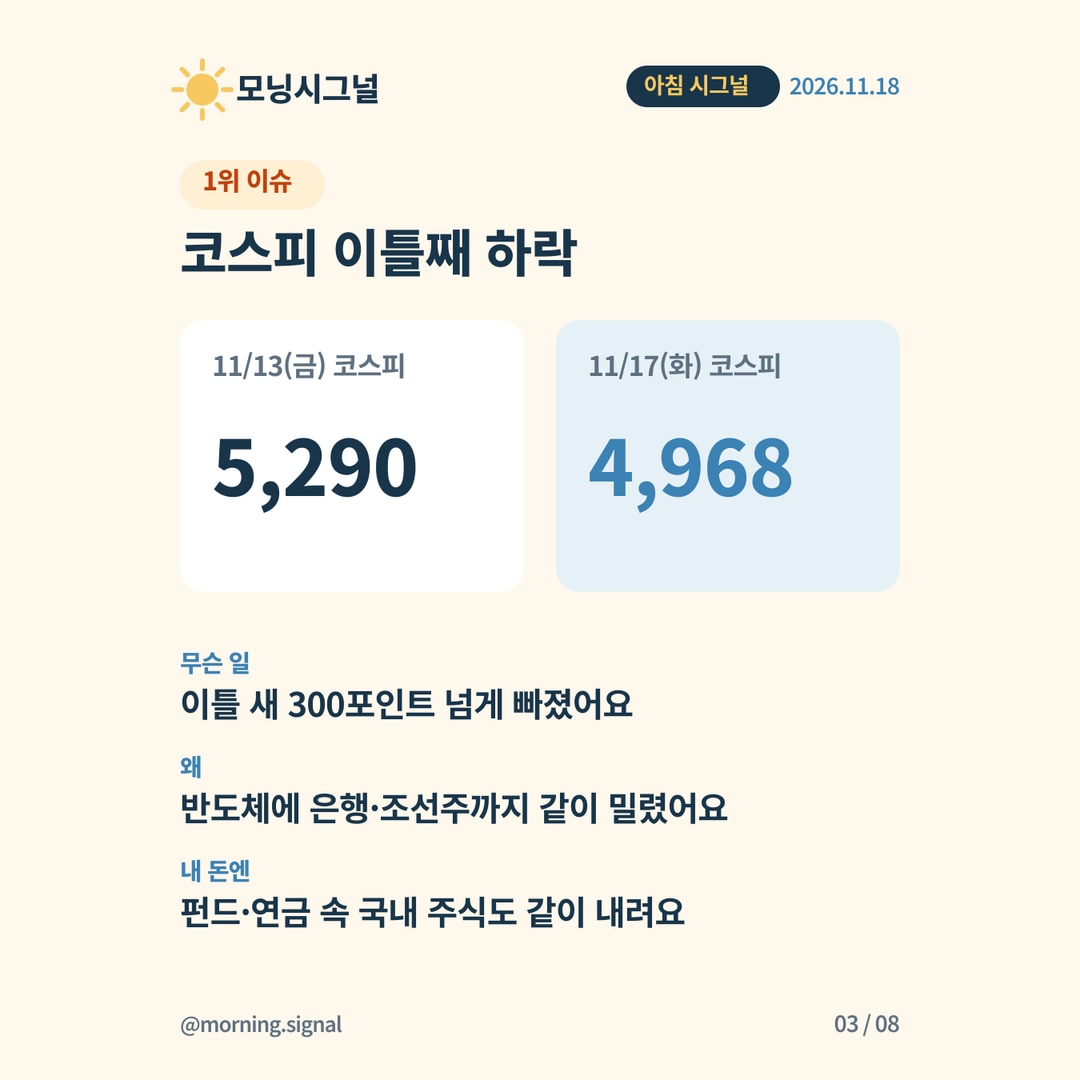 모닝시그널
아침 시그널 2026.11.18
1위 이슈
코스피 이틀째 하락
11/13(금) 코스피
5,290
11/17(화) 코스피
4,968
무슨 일
이틀 새 300포인트 넘게 빠졌어요
왜
반도체에 은행·조선주까지 같이 밀렸어요
내 돈엔
펀드·연금 속 국내 주식도 같이 내려요
@morning.signal
03 / 08